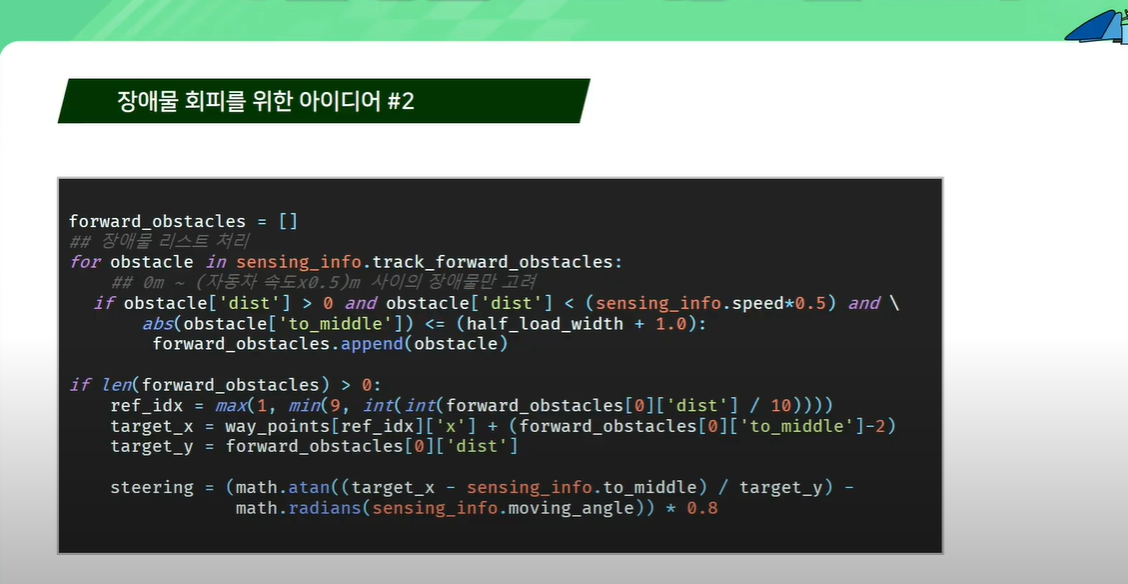 장애물 회피를 위한 아이디어 #2
forward_obstacles = []
## 장애물 리스트 처리
for obstacle in sensing_info.track_forward_obstacles:
## 0m ~ (자동차 속도x0.5)m 사이의 장애물만 고려
if obstacle['dist'] > 0 and obstacle['dist'] < (sensing_info.speed*0.5) and \
abs(obstacle['to_middle']) <= (half_load_width + 1.0):
forward_obstacles.append(obstacle)
if len(forward_obstacles) > 0:
ref_idx = max(1, min(9, int(int(forward_obstacles[0]['dist'] / 10))))
target_x = way_points[ref_idx]['x'] + (forward_obstacles[0]['to_middle']-2)
target_y = forward_obstacles[0]['dist']
steering = (math.atan((target_x - sensing_info.to_middle) / target_y) -
math.radians(sensing_info.moving_angle)) * 0.8